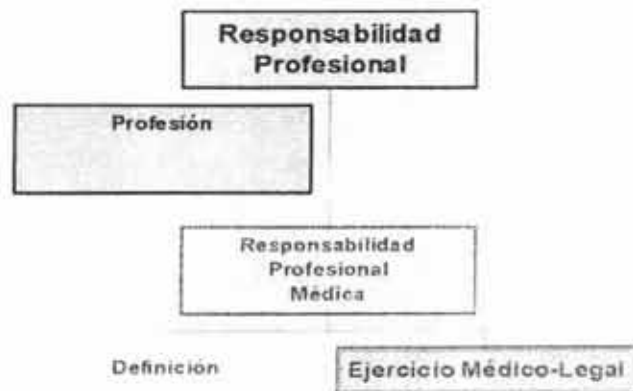 Responsabilidad
Profesional
Profesión
Responsabilidad
Profesional
Médica
Definición
Ejercicio Médico-Legal